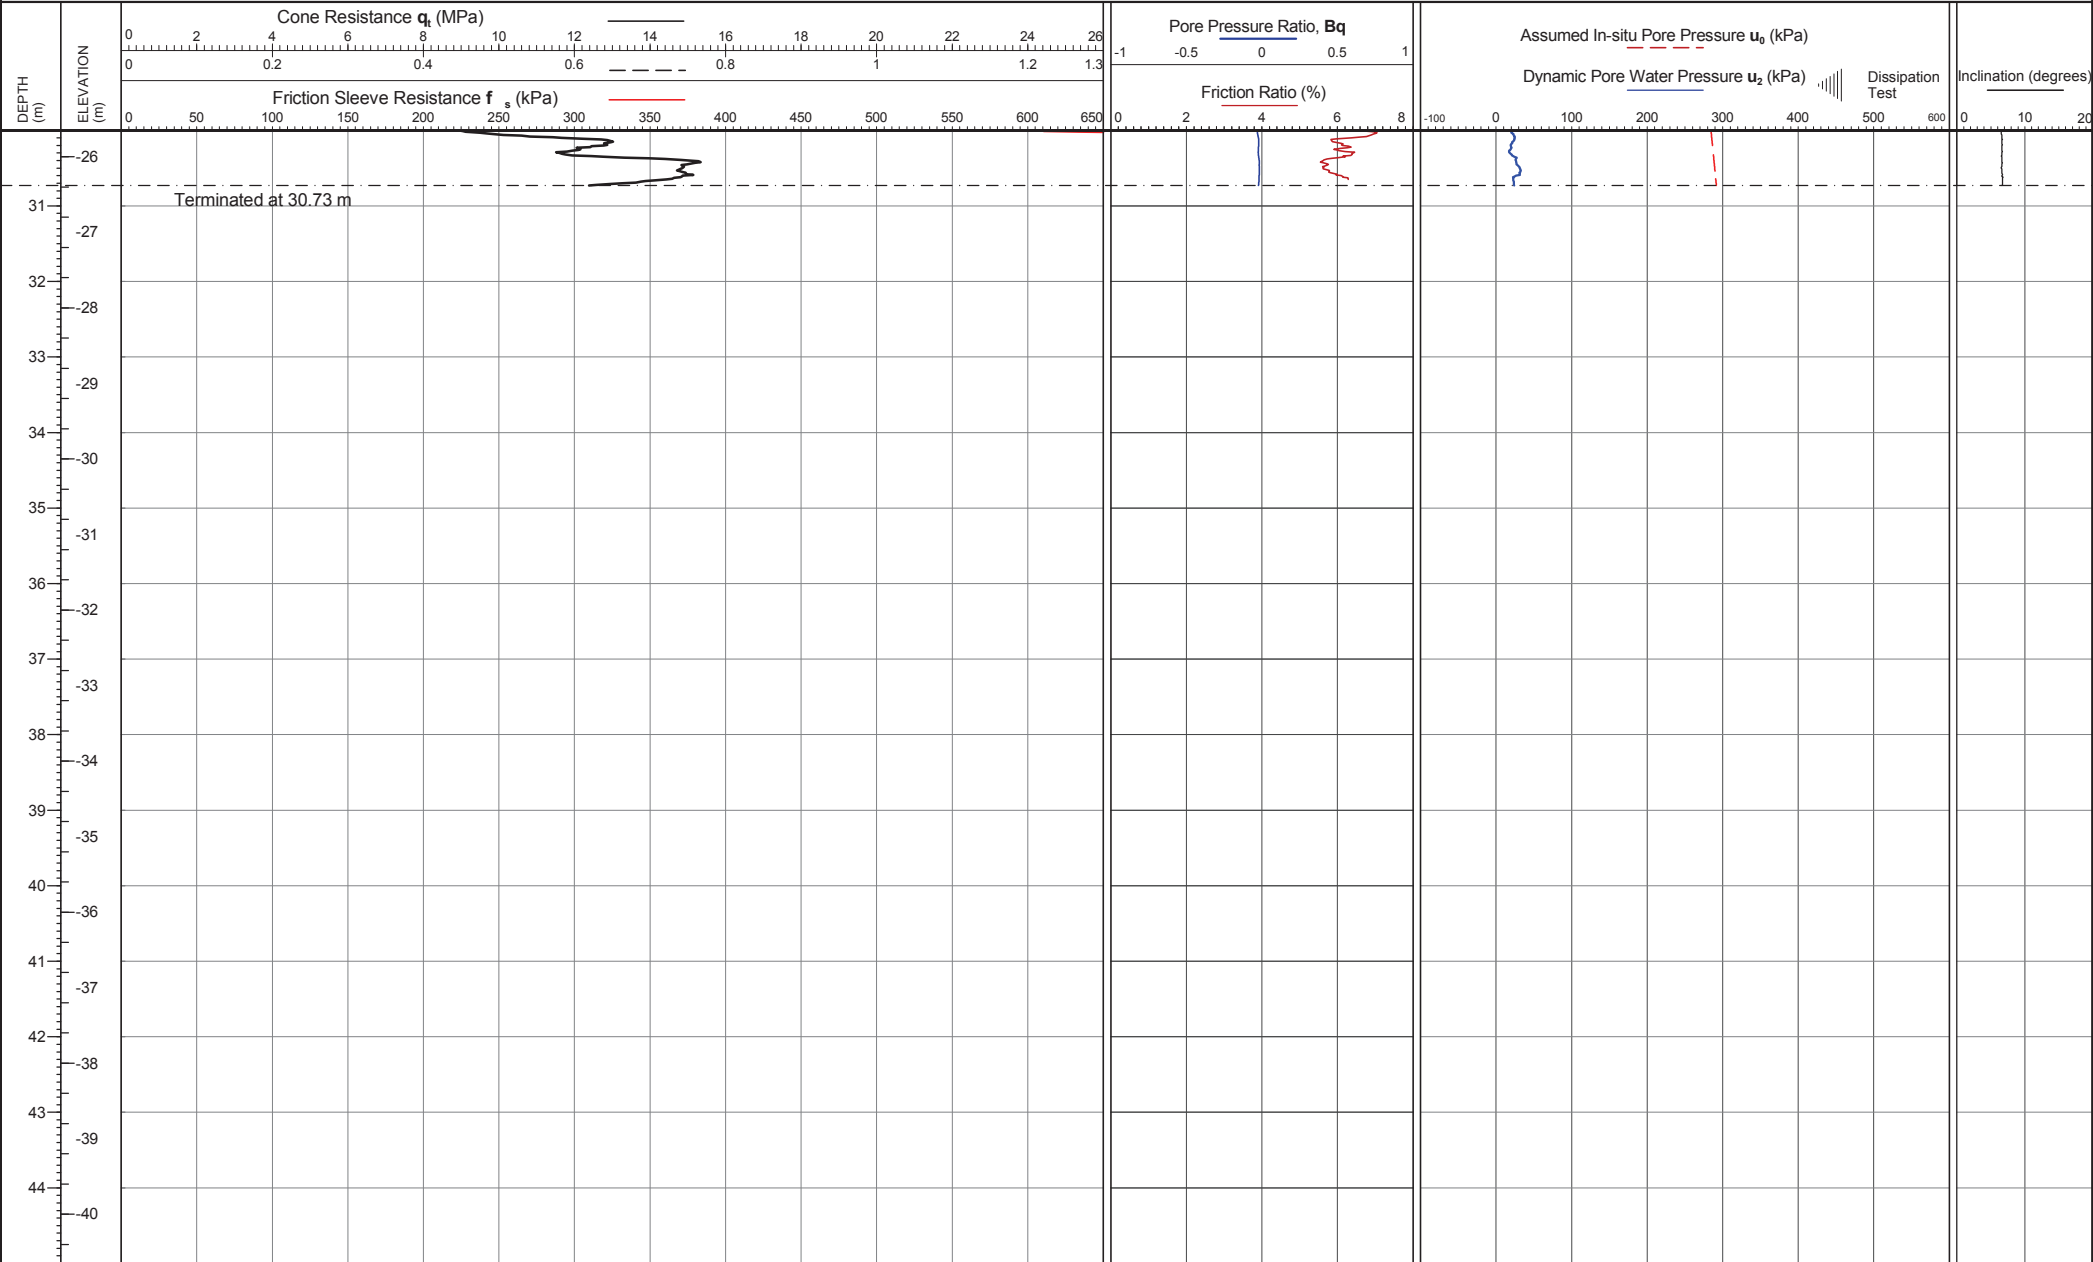 Cone Resistance qt (MPa)
0 2 4 6 8 10 12 14 16 18 20 22 24 26
0 0.2 0.4 0.6 0.8 1 1.2 1.3
Friction Sleeve Resistance f s (kPa)
0 50 100 150 200 250 300 350 400 450 500 550 600 650
DEPTH
(m)
ELEVATION
(m)
Pore Pressure Ratio, Bq
-1 -0.5 0 0.5 1
Friction Ratio (%)
0 2 4 6 8
Assumed In-situ Pore Pressure u0 (kPa)
Dynamic Pore Water Pressure u2 (kPa)
Dissipation
Test
-100 0 100 200 300 400 500 600
Inclination (degrees)
0 10 20
-26
Terminated at 30.73 m
31
-27
32
-28
33
-29
34
-30
35
-31
36
-32
37
-33
38
-34
39
-35
40
-36
41
-37
42
-38
43
-39
44
-40